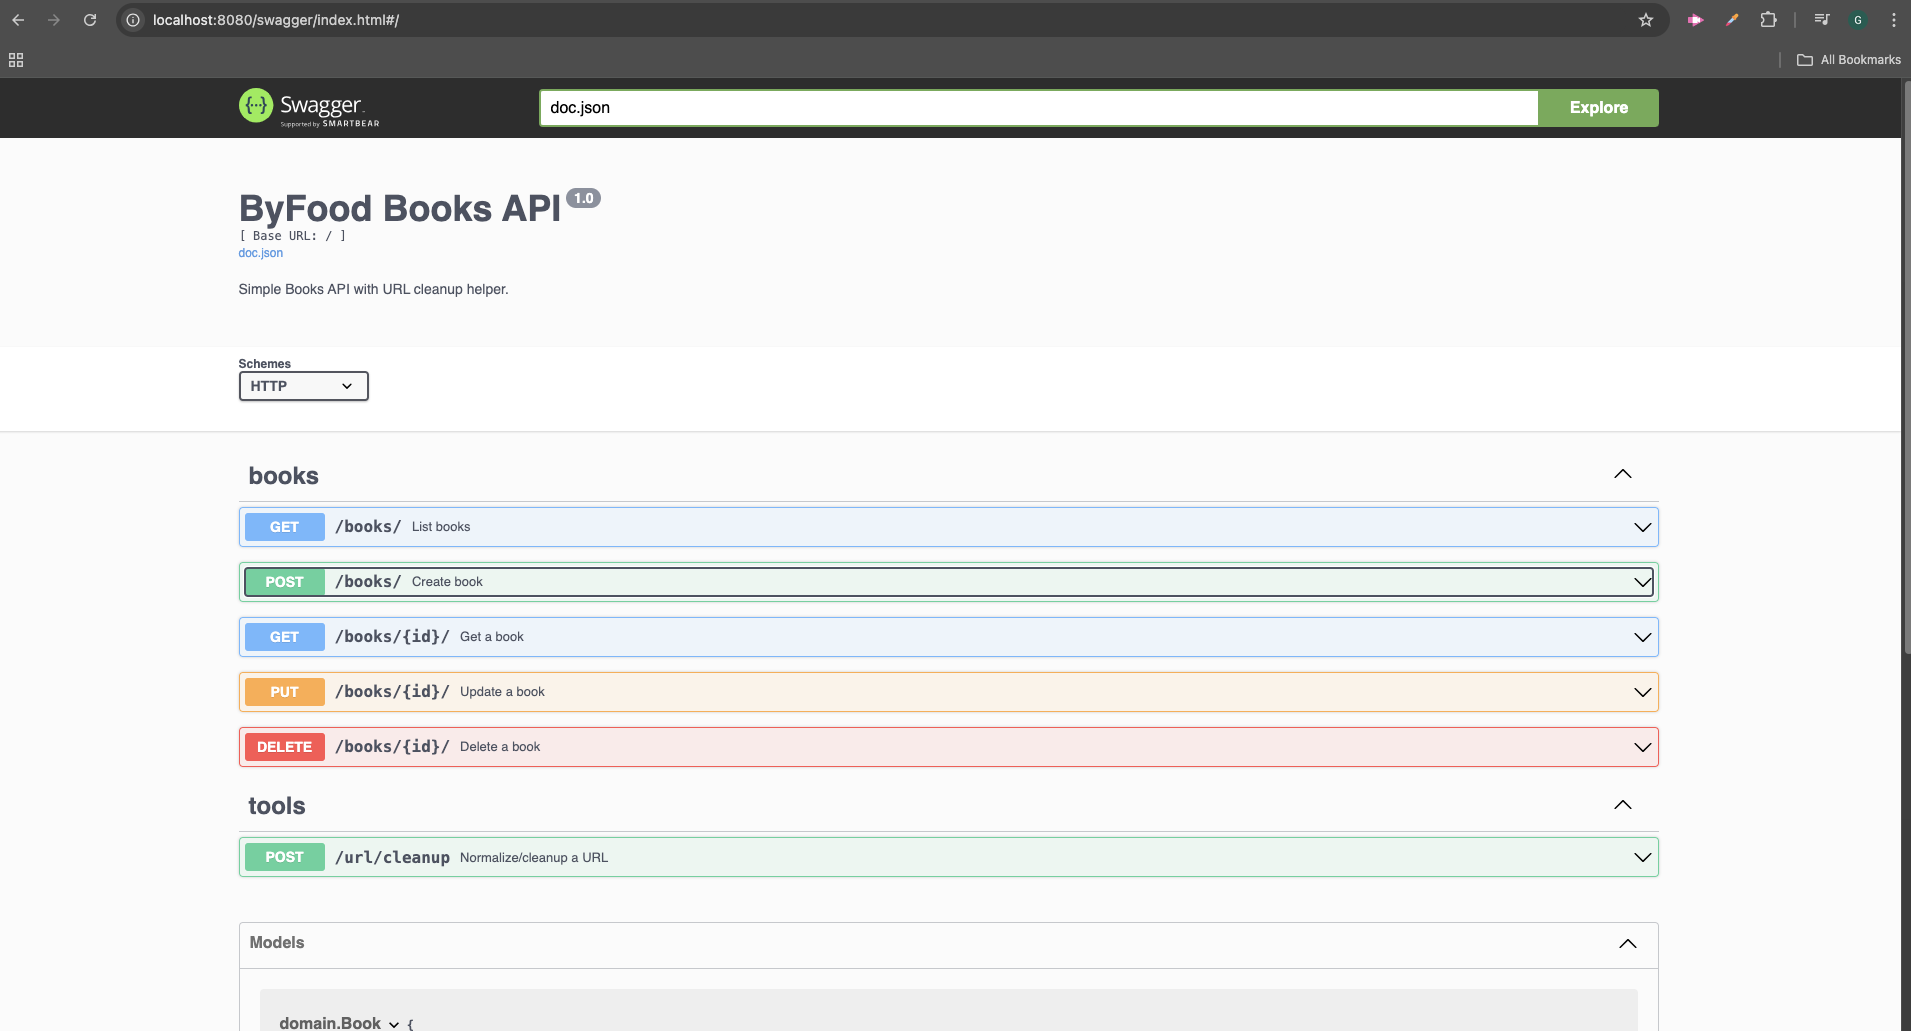 localhost:8080/swagger/index.html#/
G
All Bookmarks
{···} Swagger
Supported by SMARTBEAR
doc.json
Explore
ByFood Books API 1.0
[ Base URL: / ]
doc.json
Simple Books API with URL cleanup helper.
Schemes
HTTP
books
GET /books/ List books
POST /books/ Create book
GET /books/{id}/ Get a book
PUT /books/{id}/ Update a book
DELETE /books/{id}/ Delete a book
tools
POST /url/cleanup Normalize/cleanup a URL
Models
domain.Book {